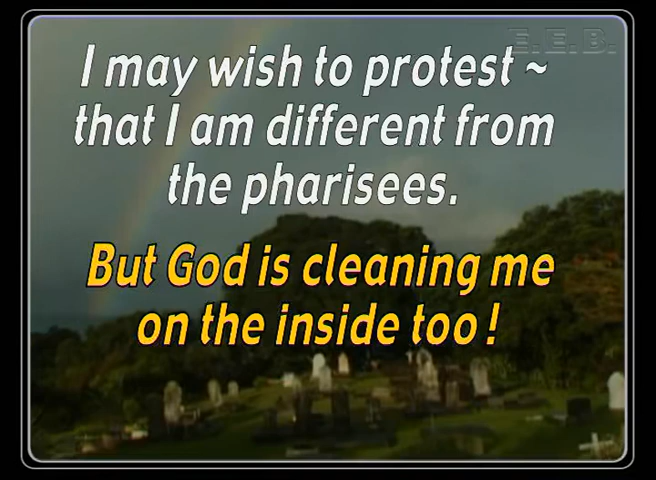 E.E.B.
I may wish to protest ~
that I am different from
the pharisees.
But God is cleaning me
on the inside too !